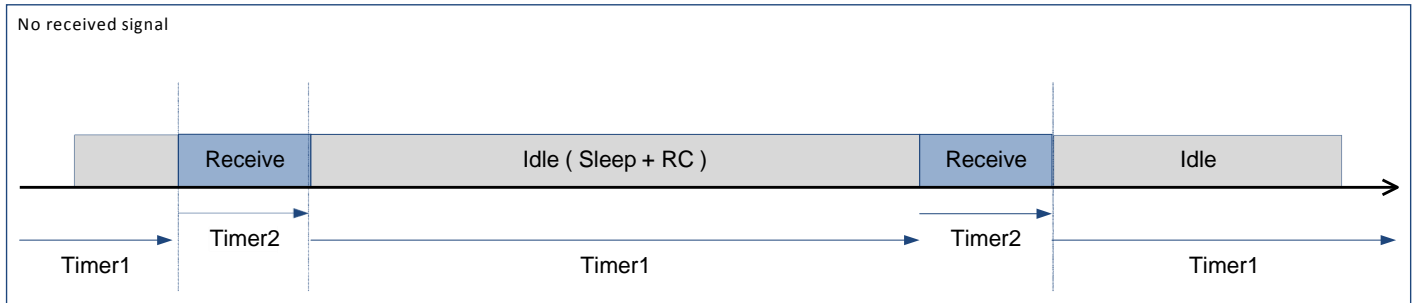 No received signal
Receive
Idle ( Sleep + RC )
Receive
Idle
Timer2
Timer2
Timer1
Timer1
Timer1